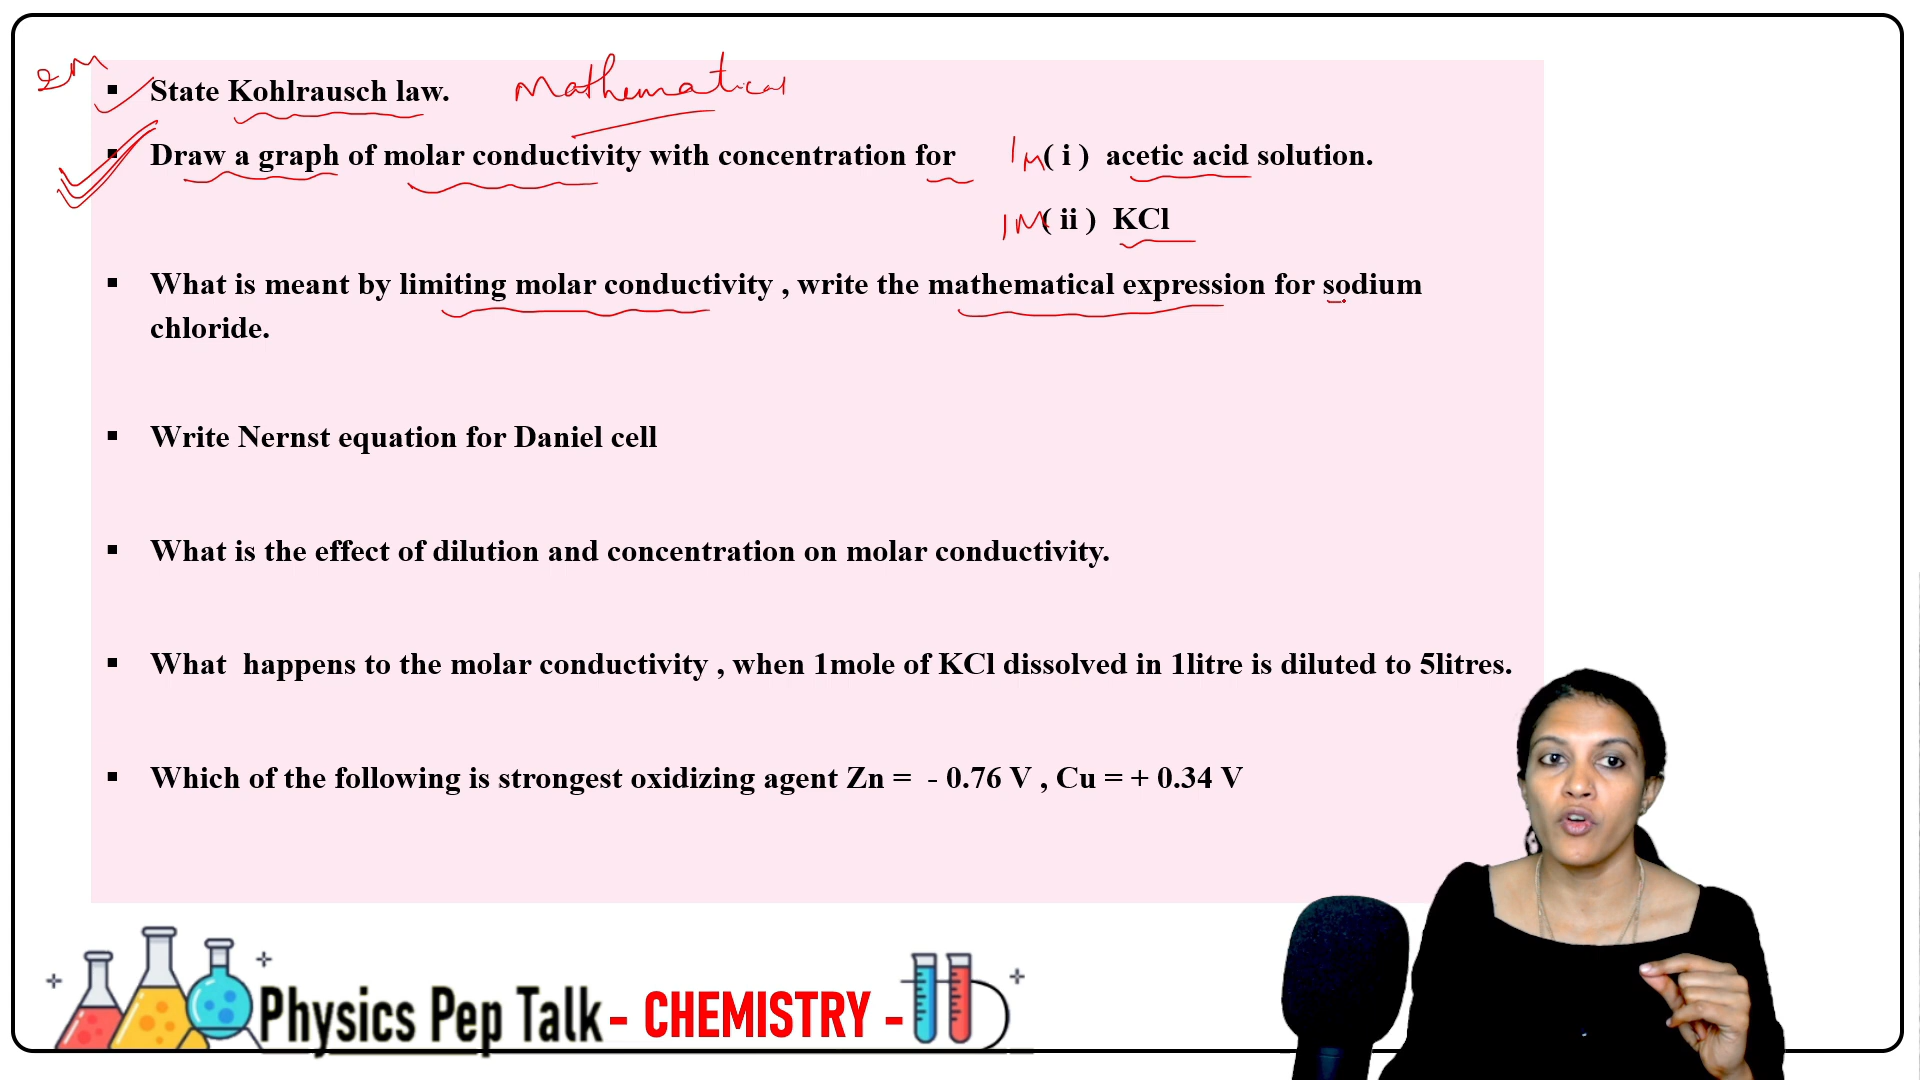 2M
▪ State Kohlrausch law. Mathematical
▪ Draw a graph of molar conductivity with concentration for 1M ( i ) acetic acid solution.
1M ( ii ) KCl
▪ What is meant by limiting molar conductivity , write the mathematical expression for sodium
chloride.
▪ Write Nernst equation for Daniel cell
▪ What is the effect of dilution and concentration on molar conductivity.
▪ What happens to the molar conductivity , when 1mole of KCl dissolved in 1litre is diluted to 5litres.
▪ Which of the following is strongest oxidizing agent Zn = - 0.76 V , Cu = + 0.34 V
Physics Pep Talk - CHEMISTRY -